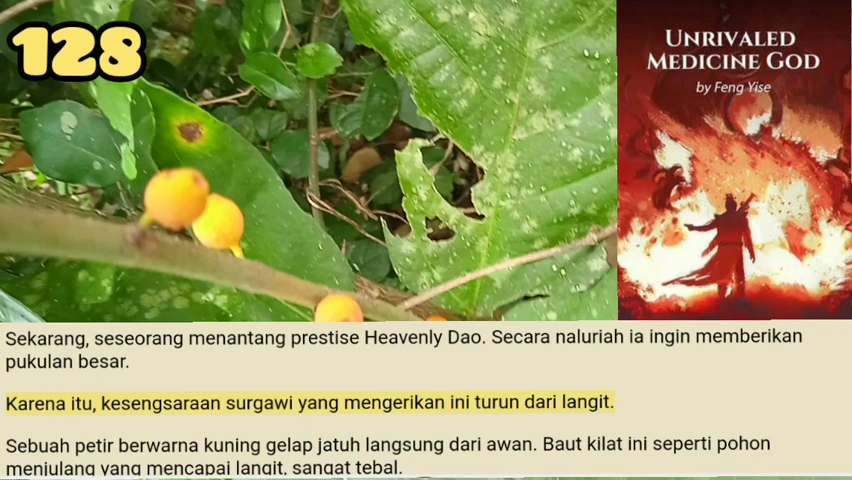 128
UNRIVALED
MEDICINE GOD
by Feng Yise
Sekarang, seseorang menantang prestise Heavenly Dao. Secara naluriah ia ingin memberikan
pukulan besar.
Karena itu, kesengsaraan surgawi yang mengerikan ini turun dari langit.
Sebuah petir berwarna kuning gelap jatuh langsung dari awan. Baut kilat ini seperti pohon
menjulang yang mencapai langit, sangat tebal.